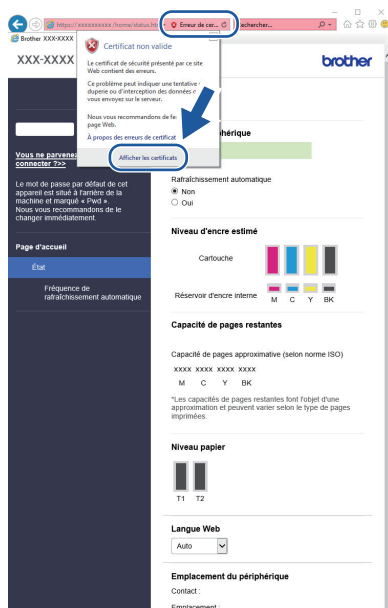 https://xxxxxxxxxx /home/status.ht
Erreur de cer...
echercher...
Brother XXX-XXXX
XXX-XXXX
brother
Certificat non valide
Le certificat de sécurité présenté par ce site
Web contient des erreurs.
Ce problème peut indiquer une tentative
duperie ou d'interception des données
vous envoyez sur le serveur.
Nous vous recommandons de
page Web.
À propos des erreurs de certificat
Afficher les certificats
hérique
Vous ne parvenez
connecter ?>>
Le mot de passe par défaut de cet
appareil est situé à l'arrière de la
machine et marqué « Pwd ».
Nous vous recommandons de le
changer immédiatement.
Page d'accueil
État
Fréquence de
rafraîchissement automatique
Rafraîchissement automatique
Non
Oui
Niveau d'encre estimé
Cartouche
Réservoir d'encre interne
M C Y BK
Capacité de pages restantes
Capacité de pages approximative (selon norme ISO)
xxxx xxxx xxxx xxxx
M C Y BK
*Les capacités de pages restantes font l'objet d'une
approximation et peuvent varier selon le type de pages
imprimées.
Niveau papier
T1 T2
Langue Web
Auto
Emplacement du périphérique
Contact :
Emplacement :